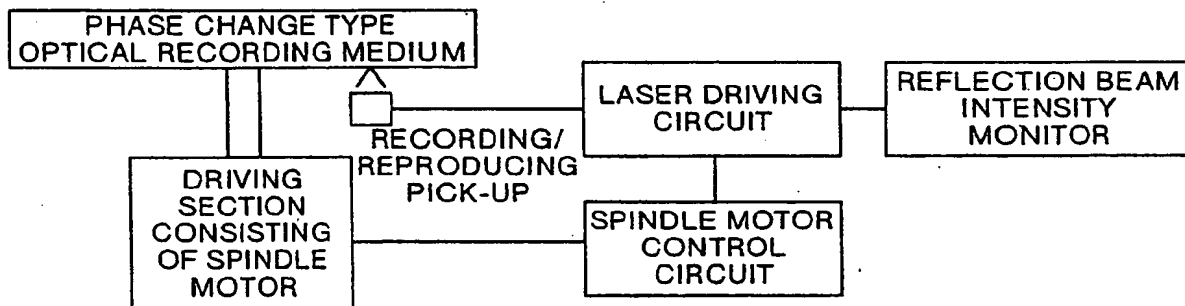 PHASE CHANGE TYPE
OPTICAL RECORDING MEDIUM
RECORDING/
REPRODUCING
PICK-UP
LASER DRIVING
CIRCUIT
REFLECTION BEAM
INTENSITY
MONITOR
DRIVING
SECTION
CONSISTING
OF SPINDLE
MOTOR
SPINDLE MOTOR
CONTROL
CIRCUIT